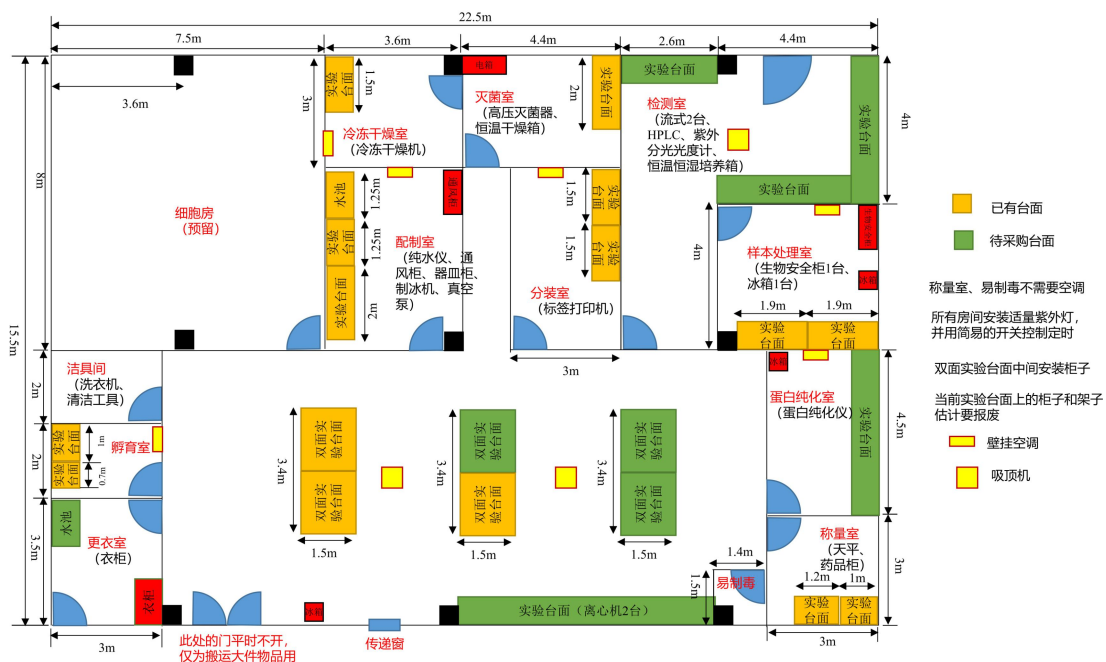 22.5m
7.5m
3.6m
4.4m
2.6m
4.4m
15.5m
8m
3.6m
3m
实验
台面
1.5m
电箱
灭菌室
(高压灭菌器、
恒温干燥箱)
2m
实验
台面
实验台面
检测室
(流式2台、
HPLC、紫外
分光光度计、
恒温恒湿培养箱)
实验台面
4m
冷冻干燥室
(冷冻干燥机)
实验台面
细胞房
(预留)
水池
1.25m
通风柜
实验
台面
1.25m
配制室
(纯水仪、通
风柜、器皿柜、
制冰机、真空
泵)
实验台面
2m
1.5m
实验
台面
1.5m
实验
台面
分装室
(标签打印机)
3m
4m
生物安全柜
样本处理室
(生物安全柜1台、
冰箱1台)
冰箱
1.9m
1.9m
实验
台面
实验
台面
已有台面
待采购台面
称量室、易制毒不需要空调
所有房间安装适量紫外灯,
并用简易的开关控制定时
双面实验台面中间安装柜子
当前实验台面上的柜子和架子
估计要报废
壁挂空调
吸顶机
2m
洁具间
(洗衣机、
清洁工具)
2m
实验
台面
1m
实验
台面
0.7m
孵育室
3.5m
水池
更衣室
(衣柜)
衣柜
3m
3.4m
双面实
验台面
双面实
验台面
1.5m
3.4m
双面实
验台面
双面实
验台面
1.5m
3.4m
双面实
验台面
双面实
验台面
1.5m
冰箱
蛋白纯化室
(蛋白纯化仪)
实验台面
4.5m
称量室
(天平、
药品柜)
1.2m
1m
实验
台面
实验
台面
3m
3m
1.4m
1.5m
易制毒
实验台面(离心机2台)
冰箱
传递窗
此处的门平时不开,
仅为搬运大件物品用